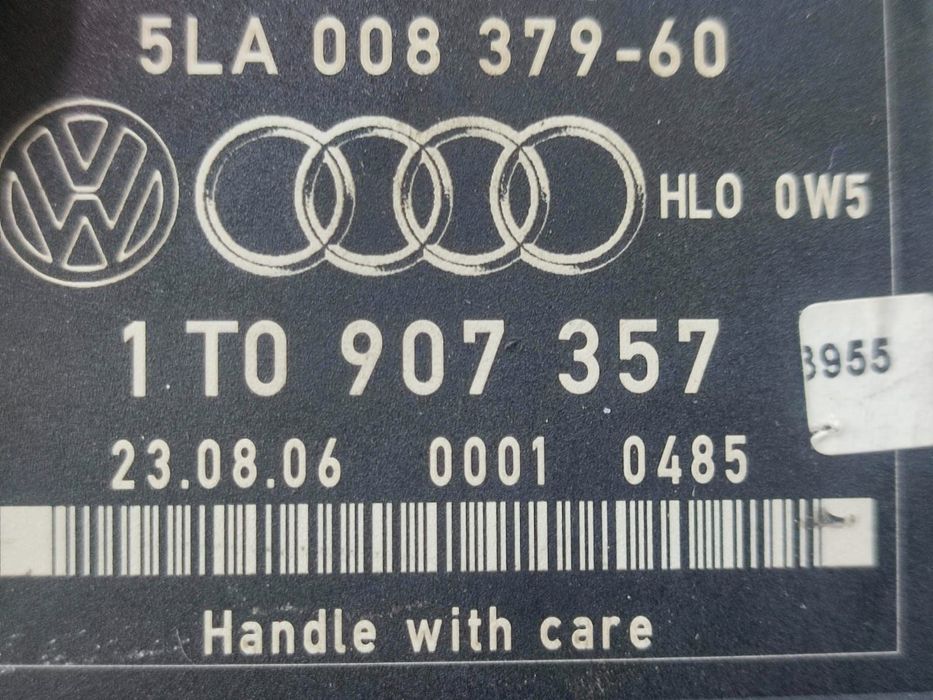 5LA 008 379-60
HLO 0W5
1T0 907 357
3955
23.08.06 0001 0485
Handle with care